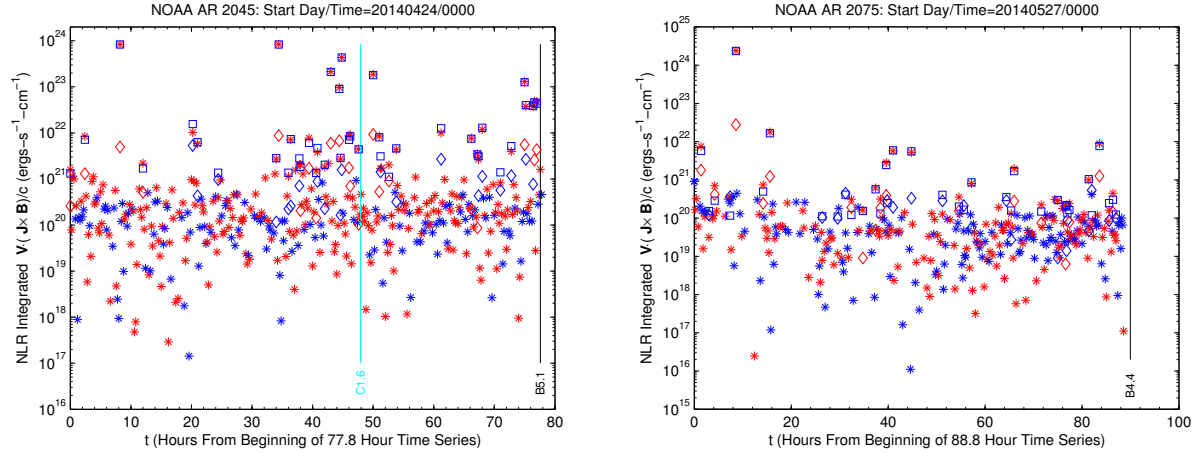 NOAA AR 2045: Start Day/Time=20140424/0000
NLR Integrated V·( J× B)/c (ergs–s⁻¹–cm⁻¹)
10²⁴
10²³
10²²
10²¹
10²⁰
10¹⁹
10¹⁸
10¹⁷
10¹⁶
C1.6
B5.1
0 10 20 30 40 50 60 70 80
t (Hours From Beginning of 77.8 Hour Time Series)
NOAA AR 2075: Start Day/Time=20140527/0000
NLR Integrated V·( J× B)/c (ergs–s⁻¹–cm⁻¹)
10²⁵
10²⁴
10²³
10²²
10²¹
10²⁰
10¹⁹
10¹⁸
10¹⁷
10¹⁶
10¹⁵
B4.4
0 20 40 60 80 100
t (Hours From Beginning of 88.8 Hour Time Series)